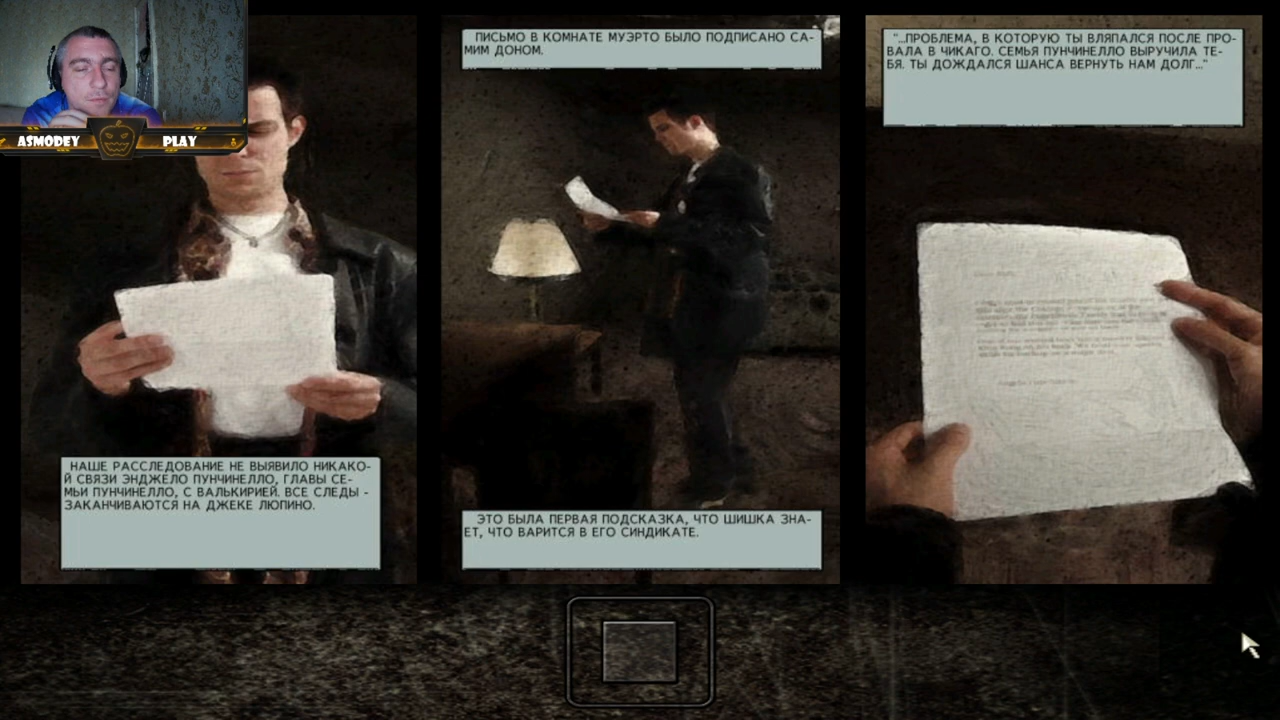 ASMODEY PLAY
НАШЕ РАССЛЕДОВАНИЕ НЕ ВЫЯВИЛО НИКАКО-
Й СВЯЗИ ЭНДЖЕЛО ПУНЧИНЕЛЛО, ГЛАВЫ СЕ-
МЬИ ПУНЧИНЕЛЛО, С ВАЛЬКИРИЕЙ. ВСЕ СЛЕДЫ -
ЗАКАНЧИВАЮТСЯ НА ДЖЕКЕ ЛЮПИНО.
ПИСЬМО В КОМНАТЕ МУЭРТО БЫЛО ПОДПИСАНО СА-
МИМ ДОНОМ.
ЭТО БЫЛА ПЕРВАЯ ПОДСКАЗКА, ЧТО ШИШКА ЗНА-
ЕТ, ЧТО ВАРИТСЯ В ЕГО СИНДИКАТЕ.
"...ПРОБЛЕМА, В КОТОРУЮ ТЫ ВЛЯПАЛСЯ ПОСЛЕ ПРО-
ВАЛА В ЧИКАГО. СЕМЬЯ ПУНЧИНЕЛЛО ВЫРУЧИЛА ТЕ-
БЯ. ТЫ ДОЖДАЛСЯ ШАНСА ВЕРНУТЬ НАМ ДОЛГ..."